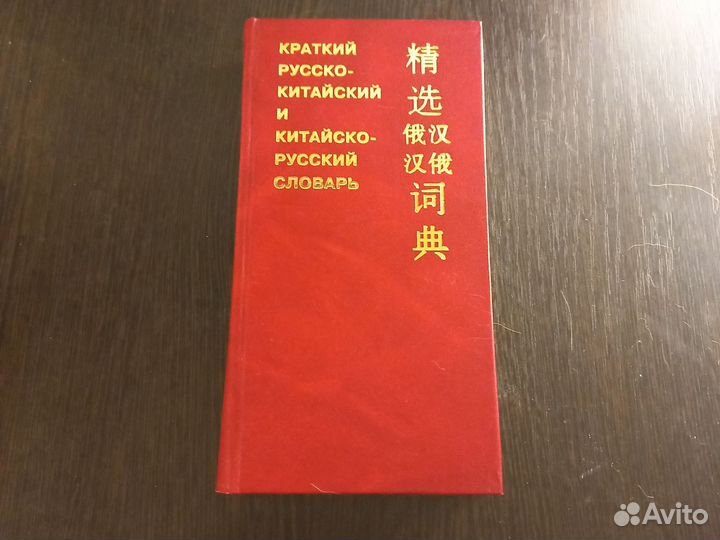 КРАТКИЙ
РУССКО-
КИТАЙСКИЙ
И
КИТАЙСКО-
РУССКИЙ
СЛОВАРЬ
精
选
俄汉
汉俄
词
典
Avito